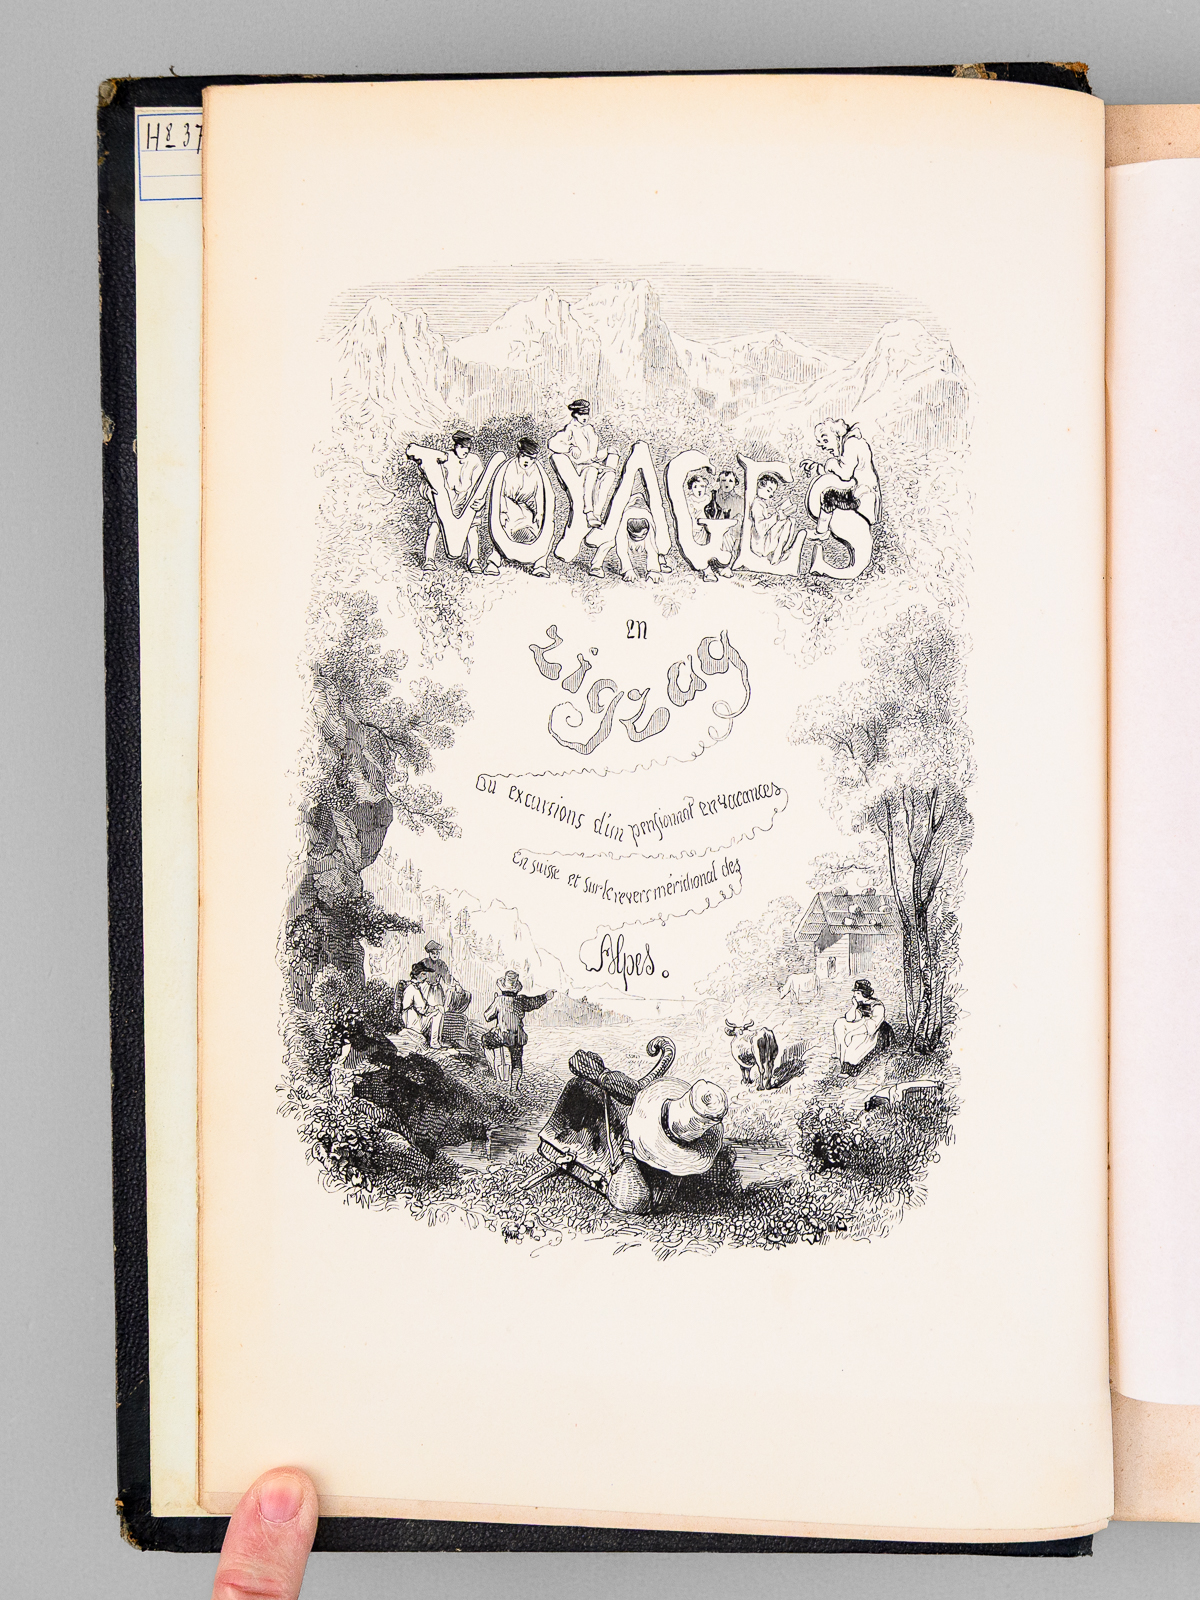 H 8 37
VOYAGES
en
zigzag
Ou excursions d'un pensionnat en vacances
En suisse et sur le revers méridional des
Alpes.